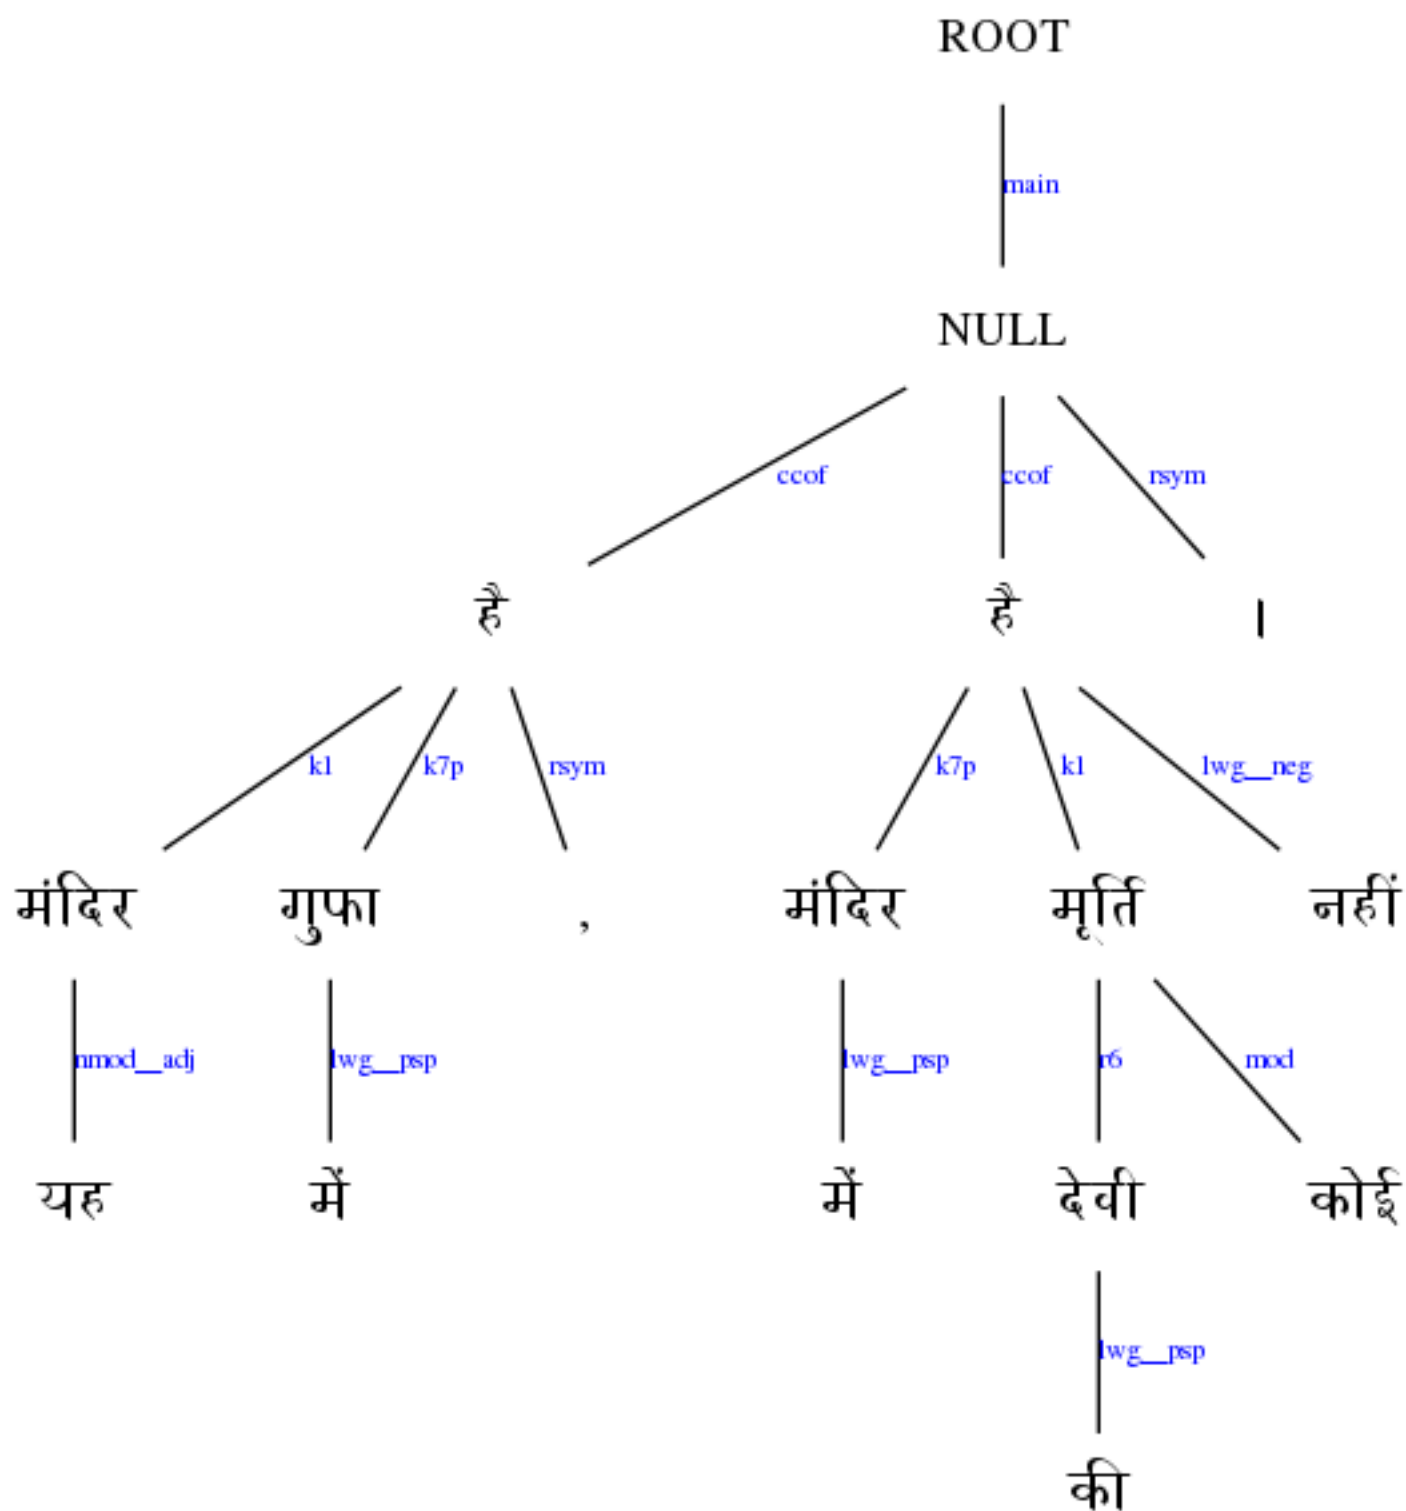 ROOT
main
NULL
ccof ccof rsym
है है ।
k1 k7p rsym k7p k1 lwg__neg
मंदिर गुफा , मंदिर मूर्ति नहीं
nmod__adj lwg__psp lwg__psp r6 mod
यह में में देवी कोई
lwg__psp
की